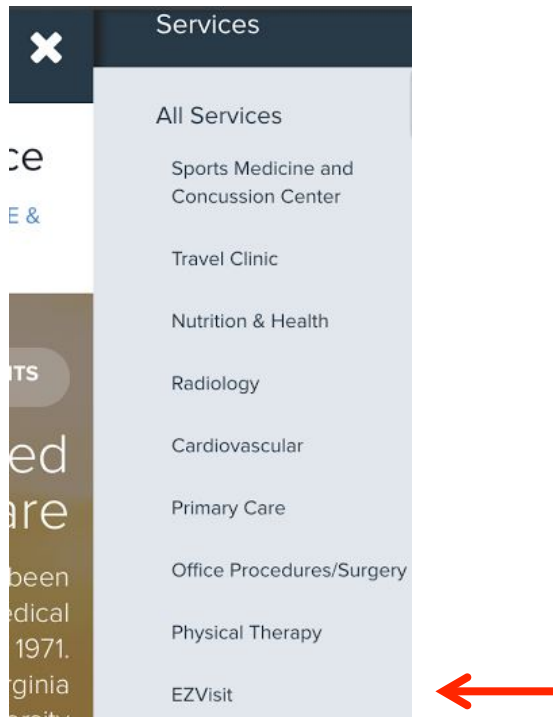 Services
All Services
Sports Medicine and
Concussion Center
Travel Clinic
Nutrition & Health
Radiology
Cardiovascular
Primary Care
Office Procedures/Surgery
Physical Therapy
EZVisit
ce
E &
ITS
ed
are
been
edical
1971.
rginia